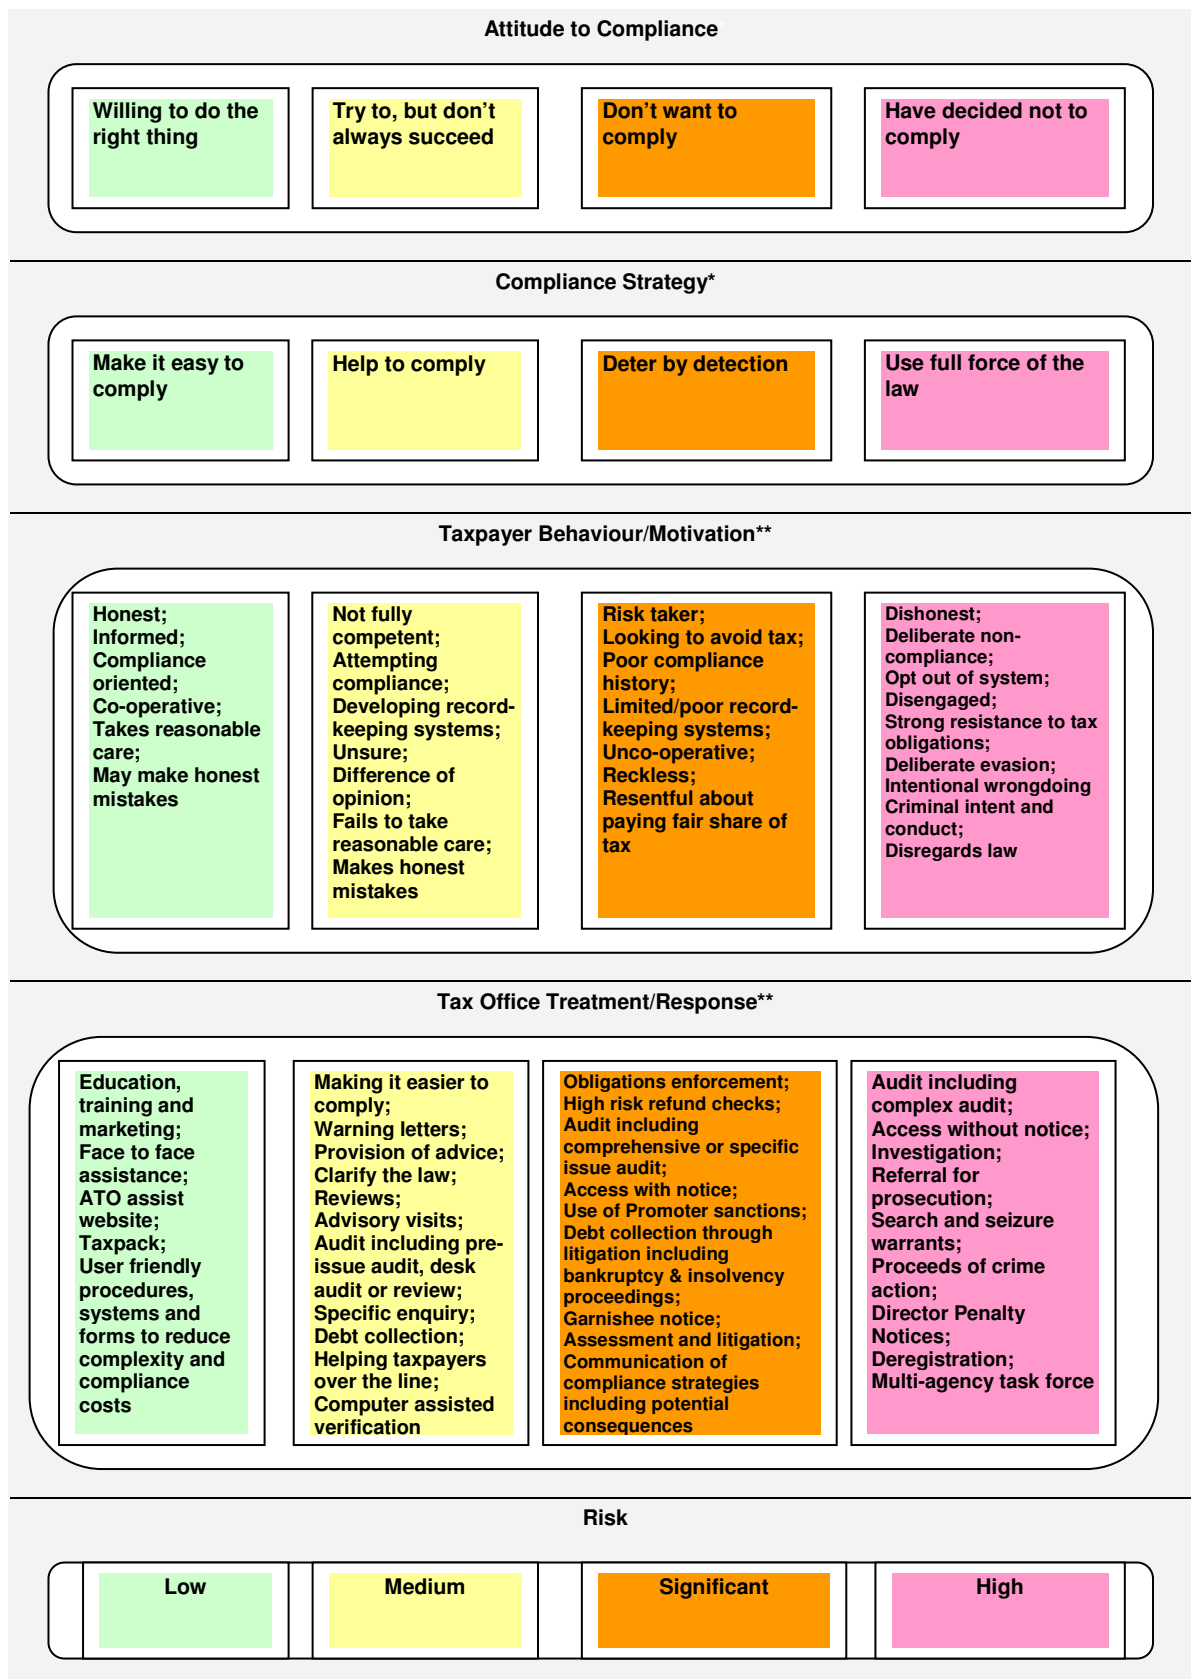 Attitude to Compliance
Willing to do the
right thing
Try to, but don't
always succeed
Don't want to
comply
Have decided not to
comply
Compliance Strategy*
Make it easy to
comply
Help to comply
Deter by detection
Use full force of the
law
Taxpayer Behaviour/Motivation**
Honest;
Informed;
Compliance
oriented;
Co-operative;
Takes reasonable
care;
May make honest
mistakes
Not fully
competent;
Attempting
compliance;
Developing record-
keeping systems;
Unsure;
Difference of
opinion;
Fails to take
reasonable care;
Makes honest
mistakes
Risk taker;
Looking to avoid tax;
Poor compliance
history;
Limited/poor record-
keeping systems;
Unco-operative;
Reckless;
Resentful about
paying fair share of
tax
Dishonest;
Deliberate non-
compliance;
Opt out of system;
Disengaged;
Strong resistance to tax
obligations;
Deliberate evasion;
Intentional wrongdoing
Criminal intent and
conduct;
Disregards law
Tax Office Treatment/Response**
Education,
training and
marketing;
Face to face
assistance;
ATO assist
website;
Taxpack;
User friendly
procedures,
systems and
forms to reduce
complexity and
compliance
costs
Making it easier to
comply;
Warning letters;
Provision of advice;
Clarify the law;
Reviews;
Advisory visits;
Audit including pre-
issue audit, desk
audit or review;
Specific enquiry;
Debt collection;
Helping taxpayers
over the line;
Computer assisted
verification
Obligations enforcement;
High risk refund checks;
Audit including
comprehensive or specific
issue audit;
Access with notice;
Use of Promoter sanctions;
Debt collection through
litigation including
bankruptcy & insolvency
proceedings;
Garnishee notice;
Assessment and litigation;
Communication of
compliance strategies
including potential
consequences
Audit including
complex audit;
Access without notice;
Investigation;
Referral for
prosecution;
Search and seizure
warrants;
Proceeds of crime
action;
Director Penalty
Notices;
Deregistration;
Multi-agency task force
Risk
Low
Medium
Significant
High